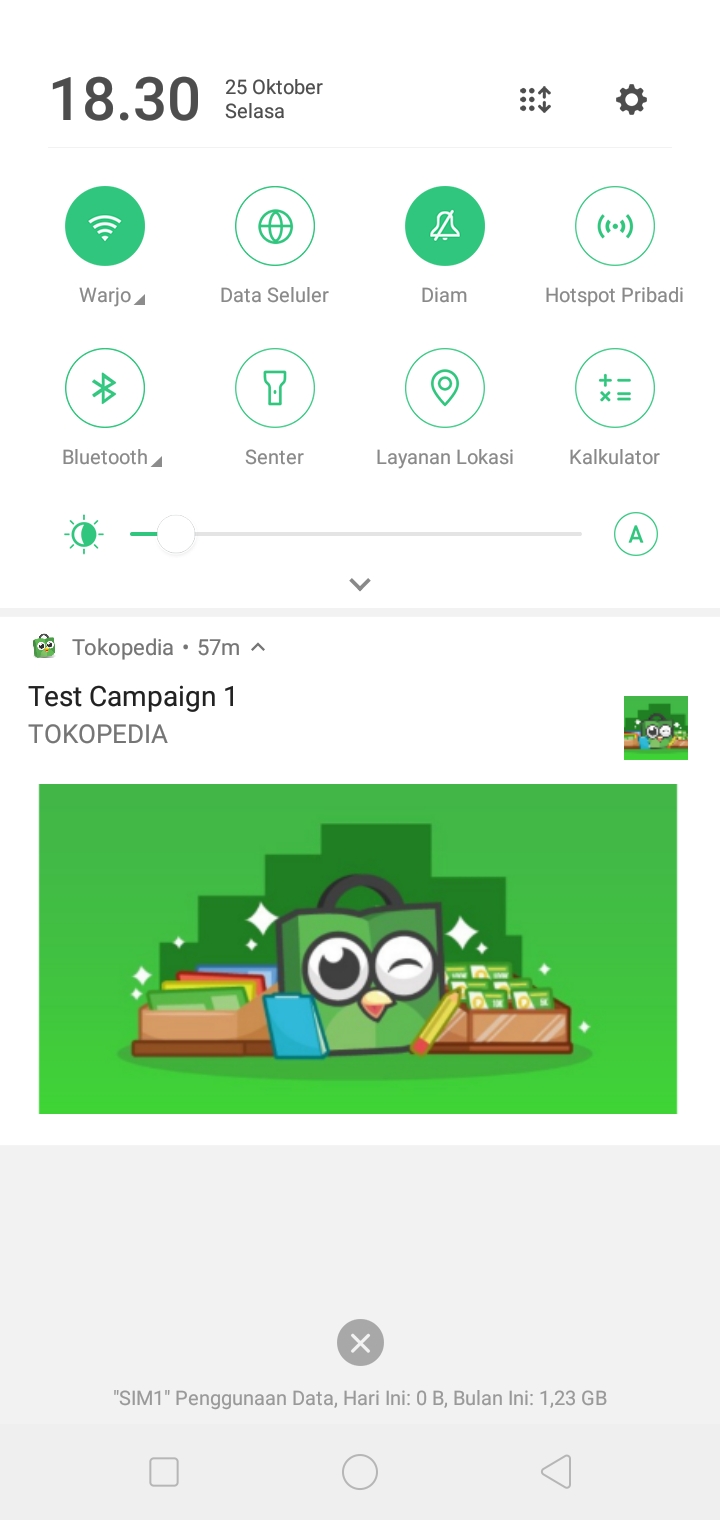 18.30
25 Oktober
Selasa
Warjo
Data Seluler
Diam
Hotspot Pribadi
Bluetooth
Senter
Layanan Lokasi
Kalkulator
A
Tokopedia • 57m
Test Campaign 1
TOKOPEDIA
"SIM1" Penggunaan Data, Hari Ini: 0 B, Bulan Ini: 1,23 GB